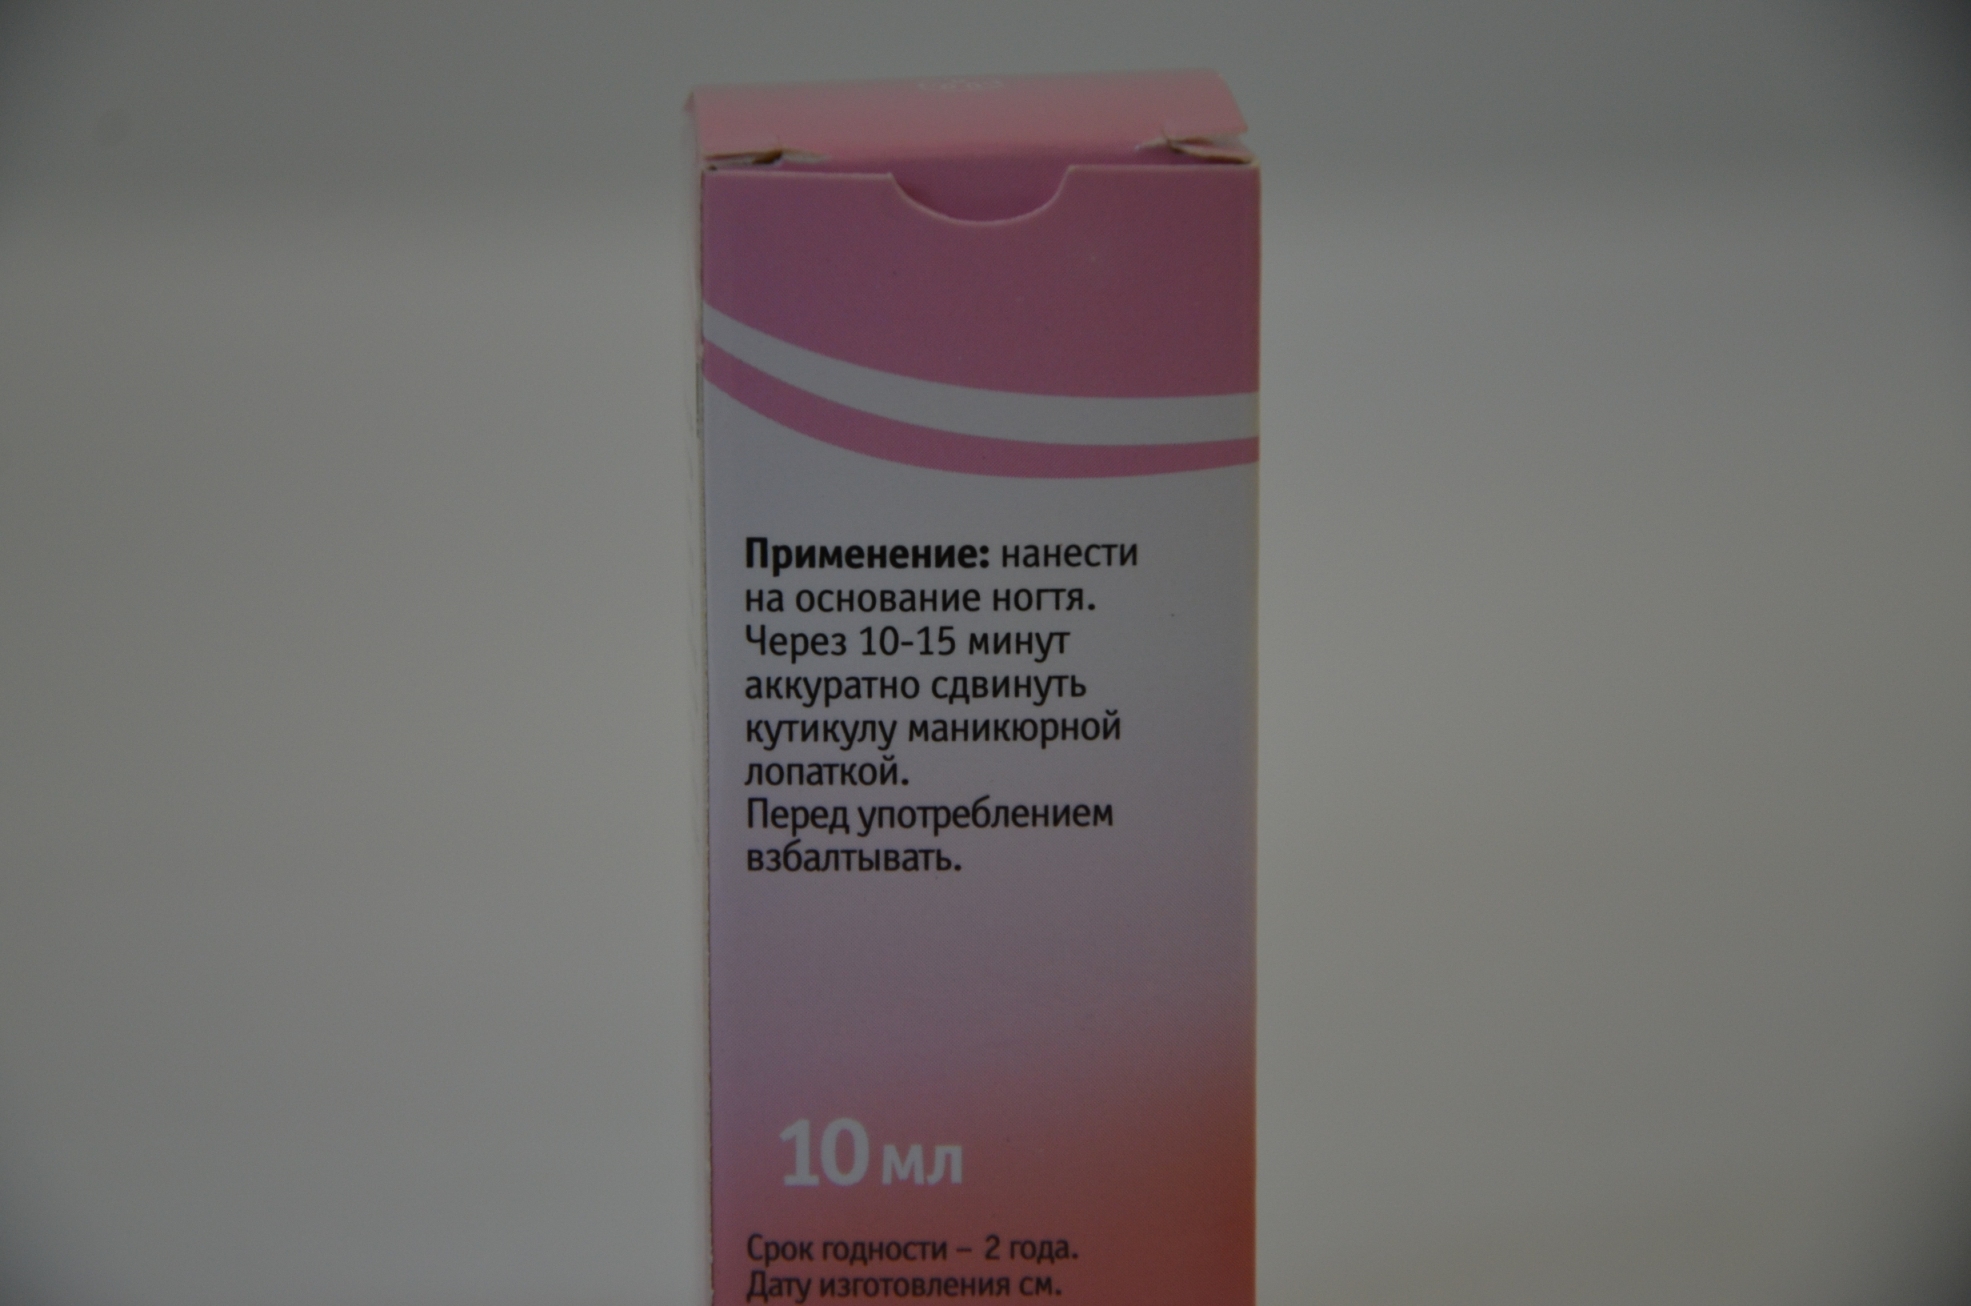 Применение: нанести
на основание ногтя.
Через 10-15 минут
аккуратно сдвинуть
кутикулу маникюрной
лопаткой.
Перед употреблением
взбалтывать.
10 мл
Срок годности – 2 года.
Дату изготовления см.